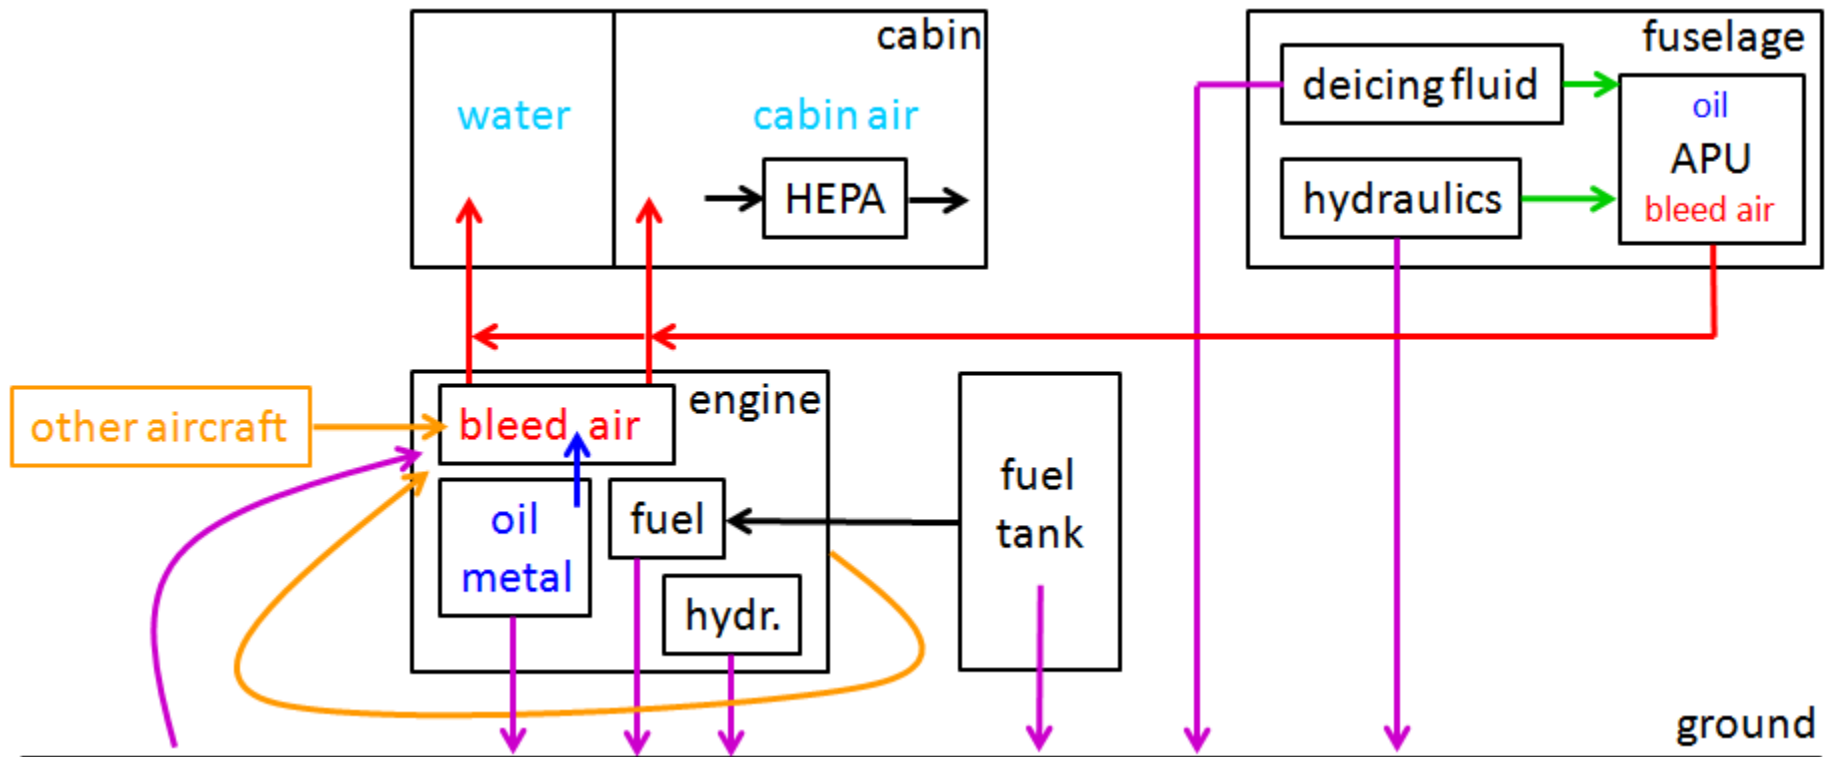 cabin
water
cabin air
HEPA
fuselage
deicing fluid
hydraulics
oil
APU
bleed air
other aircraft
engine
bleed air
oil
metal
fuel
hydr.
fuel
tank
ground